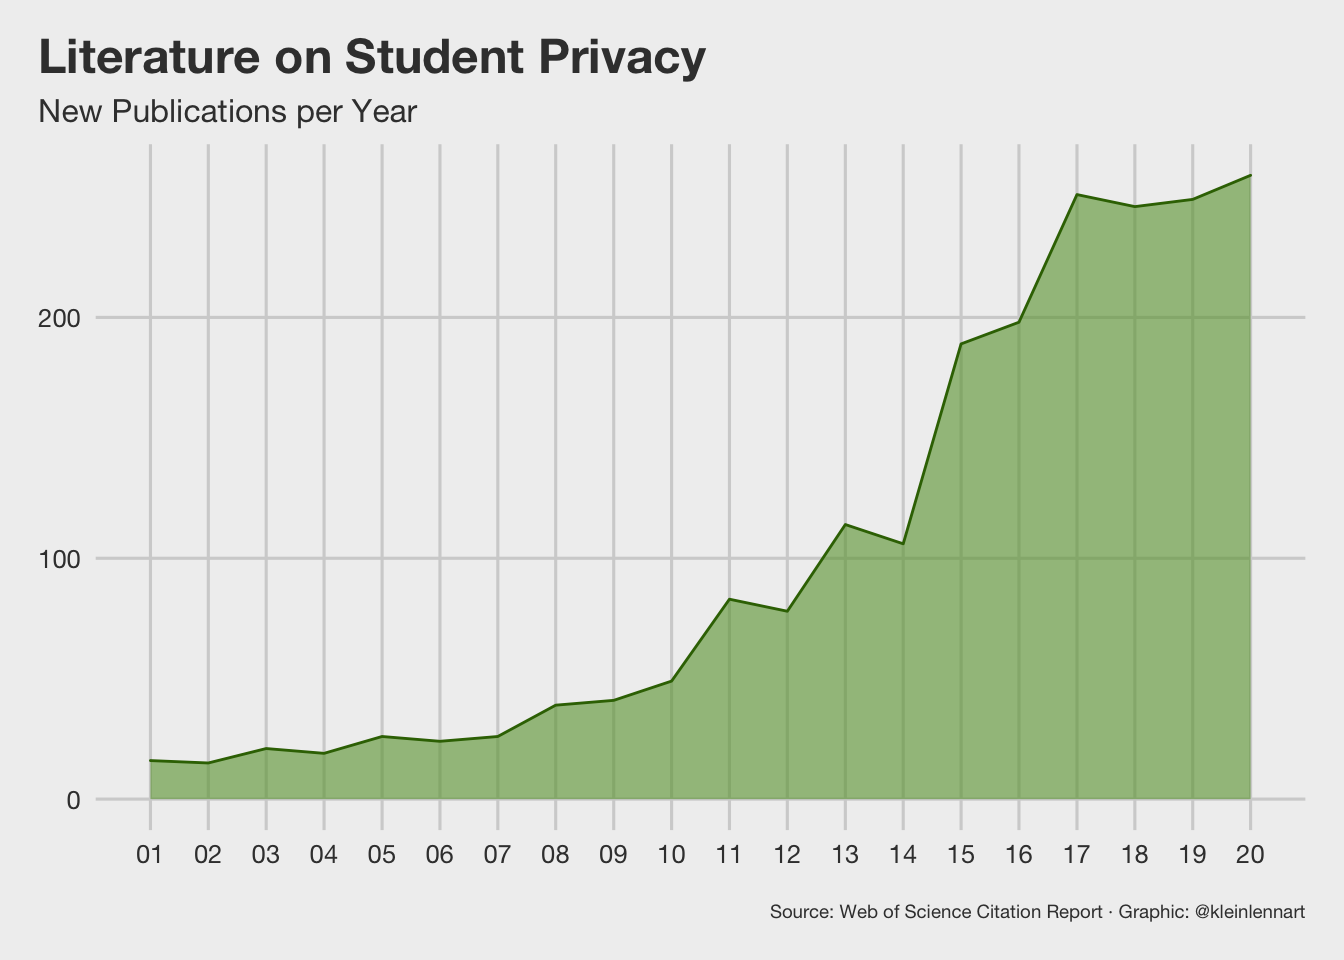 Literature on Student Privacy
New Publications per Year
200
100
0
01 02 03 04 05 06 07 08 09 10 11 12 13 14 15 16 17 18 19 20
Source: Web of Science Citation Report · Graphic: @kleinlennart